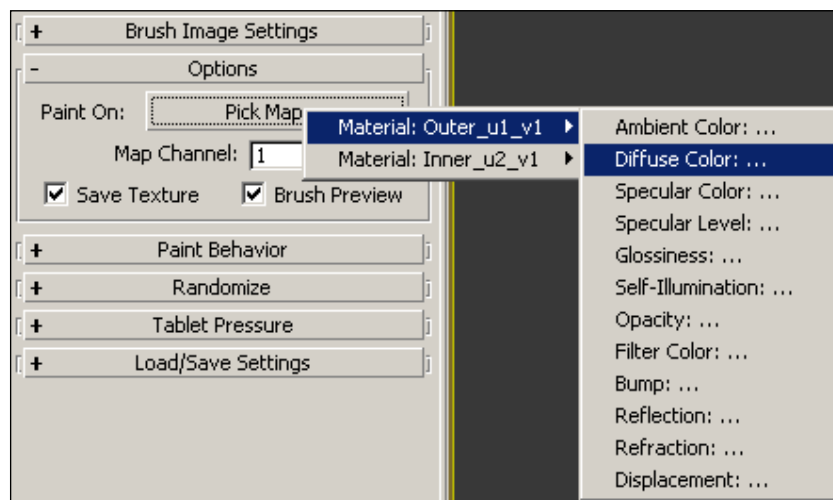 + Brush Image Settings
- Options
Paint On: Pick Map
Map Channel: 1
Save Texture Brush Preview
+ Paint Behavior
+ Randomize
+ Tablet Pressure
+ Load/Save Settings
Material: Outer_u1_v1
Material: Inner_u2_v1
Ambient Color: ...
Diffuse Color: ...
Specular Color: ...
Specular Level: ...
Glossiness: ...
Self-Illumination: ...
Opacity: ...
Filter Color: ...
Bump: ...
Reflection: ...
Refraction: ...
Displacement: ...